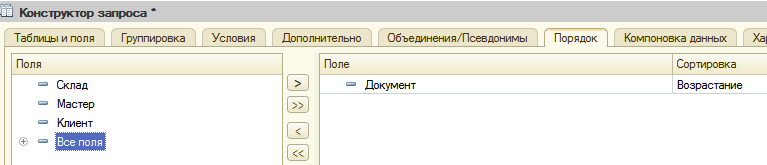 Конструктор запроса *
Таблицы и поля Группировка Условия Дополнительно Объединения/Псевдонимы Порядок Компоновка данных Хар
Поля Поле Сортировка
Склад > Документ Возрастание
Мастер >>
Клиент
Все поля <
<<